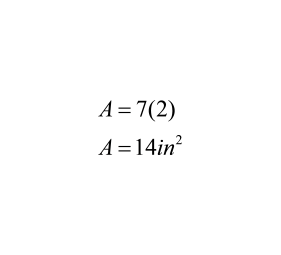 A = 7(2)
A = 14in²